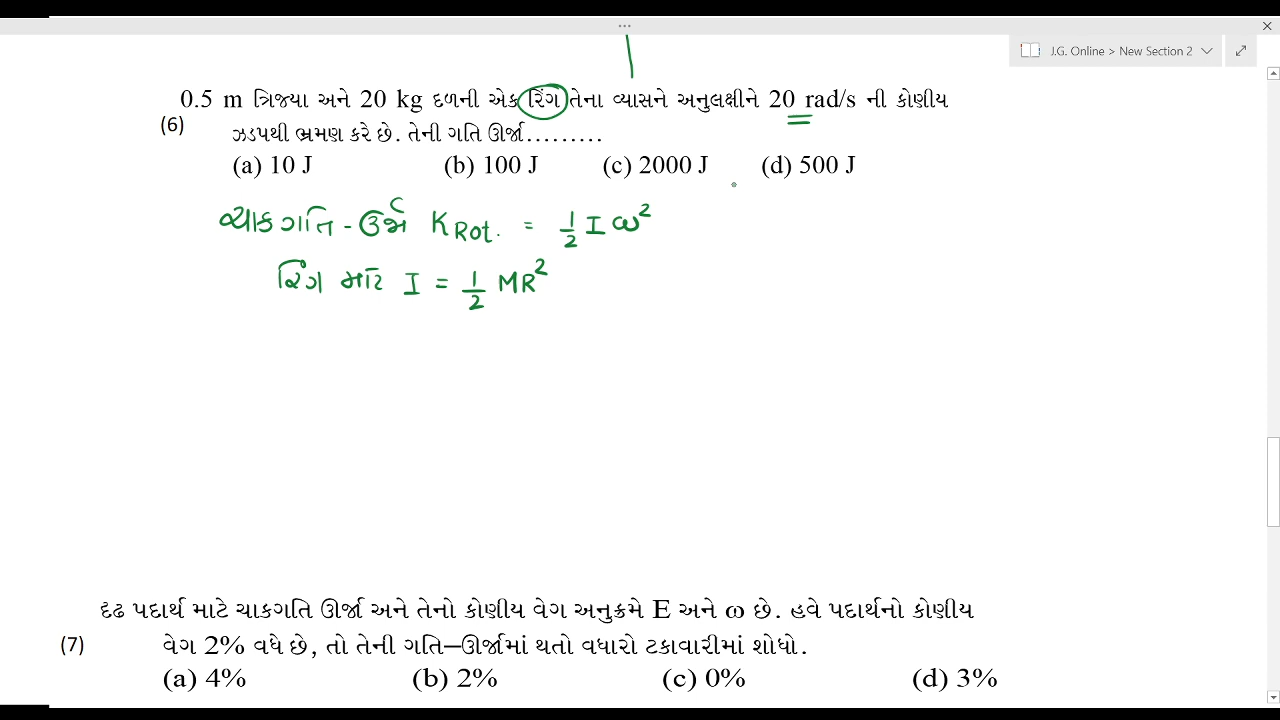 J.G. Online > New Section 2
0.5 m ત્રિજ્યા અને 20 kg દળની એક રિંગ તેના વ્યાસને અનુલક્ષીને 20 rad/s ની કોણીય
(6) ઝડપથી ભ્રમણ કરે છે. તેની ગતિ ઊર્જા.........
(a) 10 J (b) 100 J (c) 2000 J (d) 500 J
ચાકગતિ - ઉર્જા K Rot. = 1/2 I ω²
રિંગ માટે I = 1/2 MR²
દૃઢ પદાર્થ માટે ચાકગતિ ઊર્જા અને તેનો કોણીય વેગ અનુક્રમે E અને ω છે. હવે પદાર્થનો કોણીય
(7) વેગ 2% વધે છે, તો તેની ગતિ–ઊર્જામાં થતો વધારો ટકાવારીમાં શોધો.
(a) 4% (b) 2% (c) 0% (d) 3%